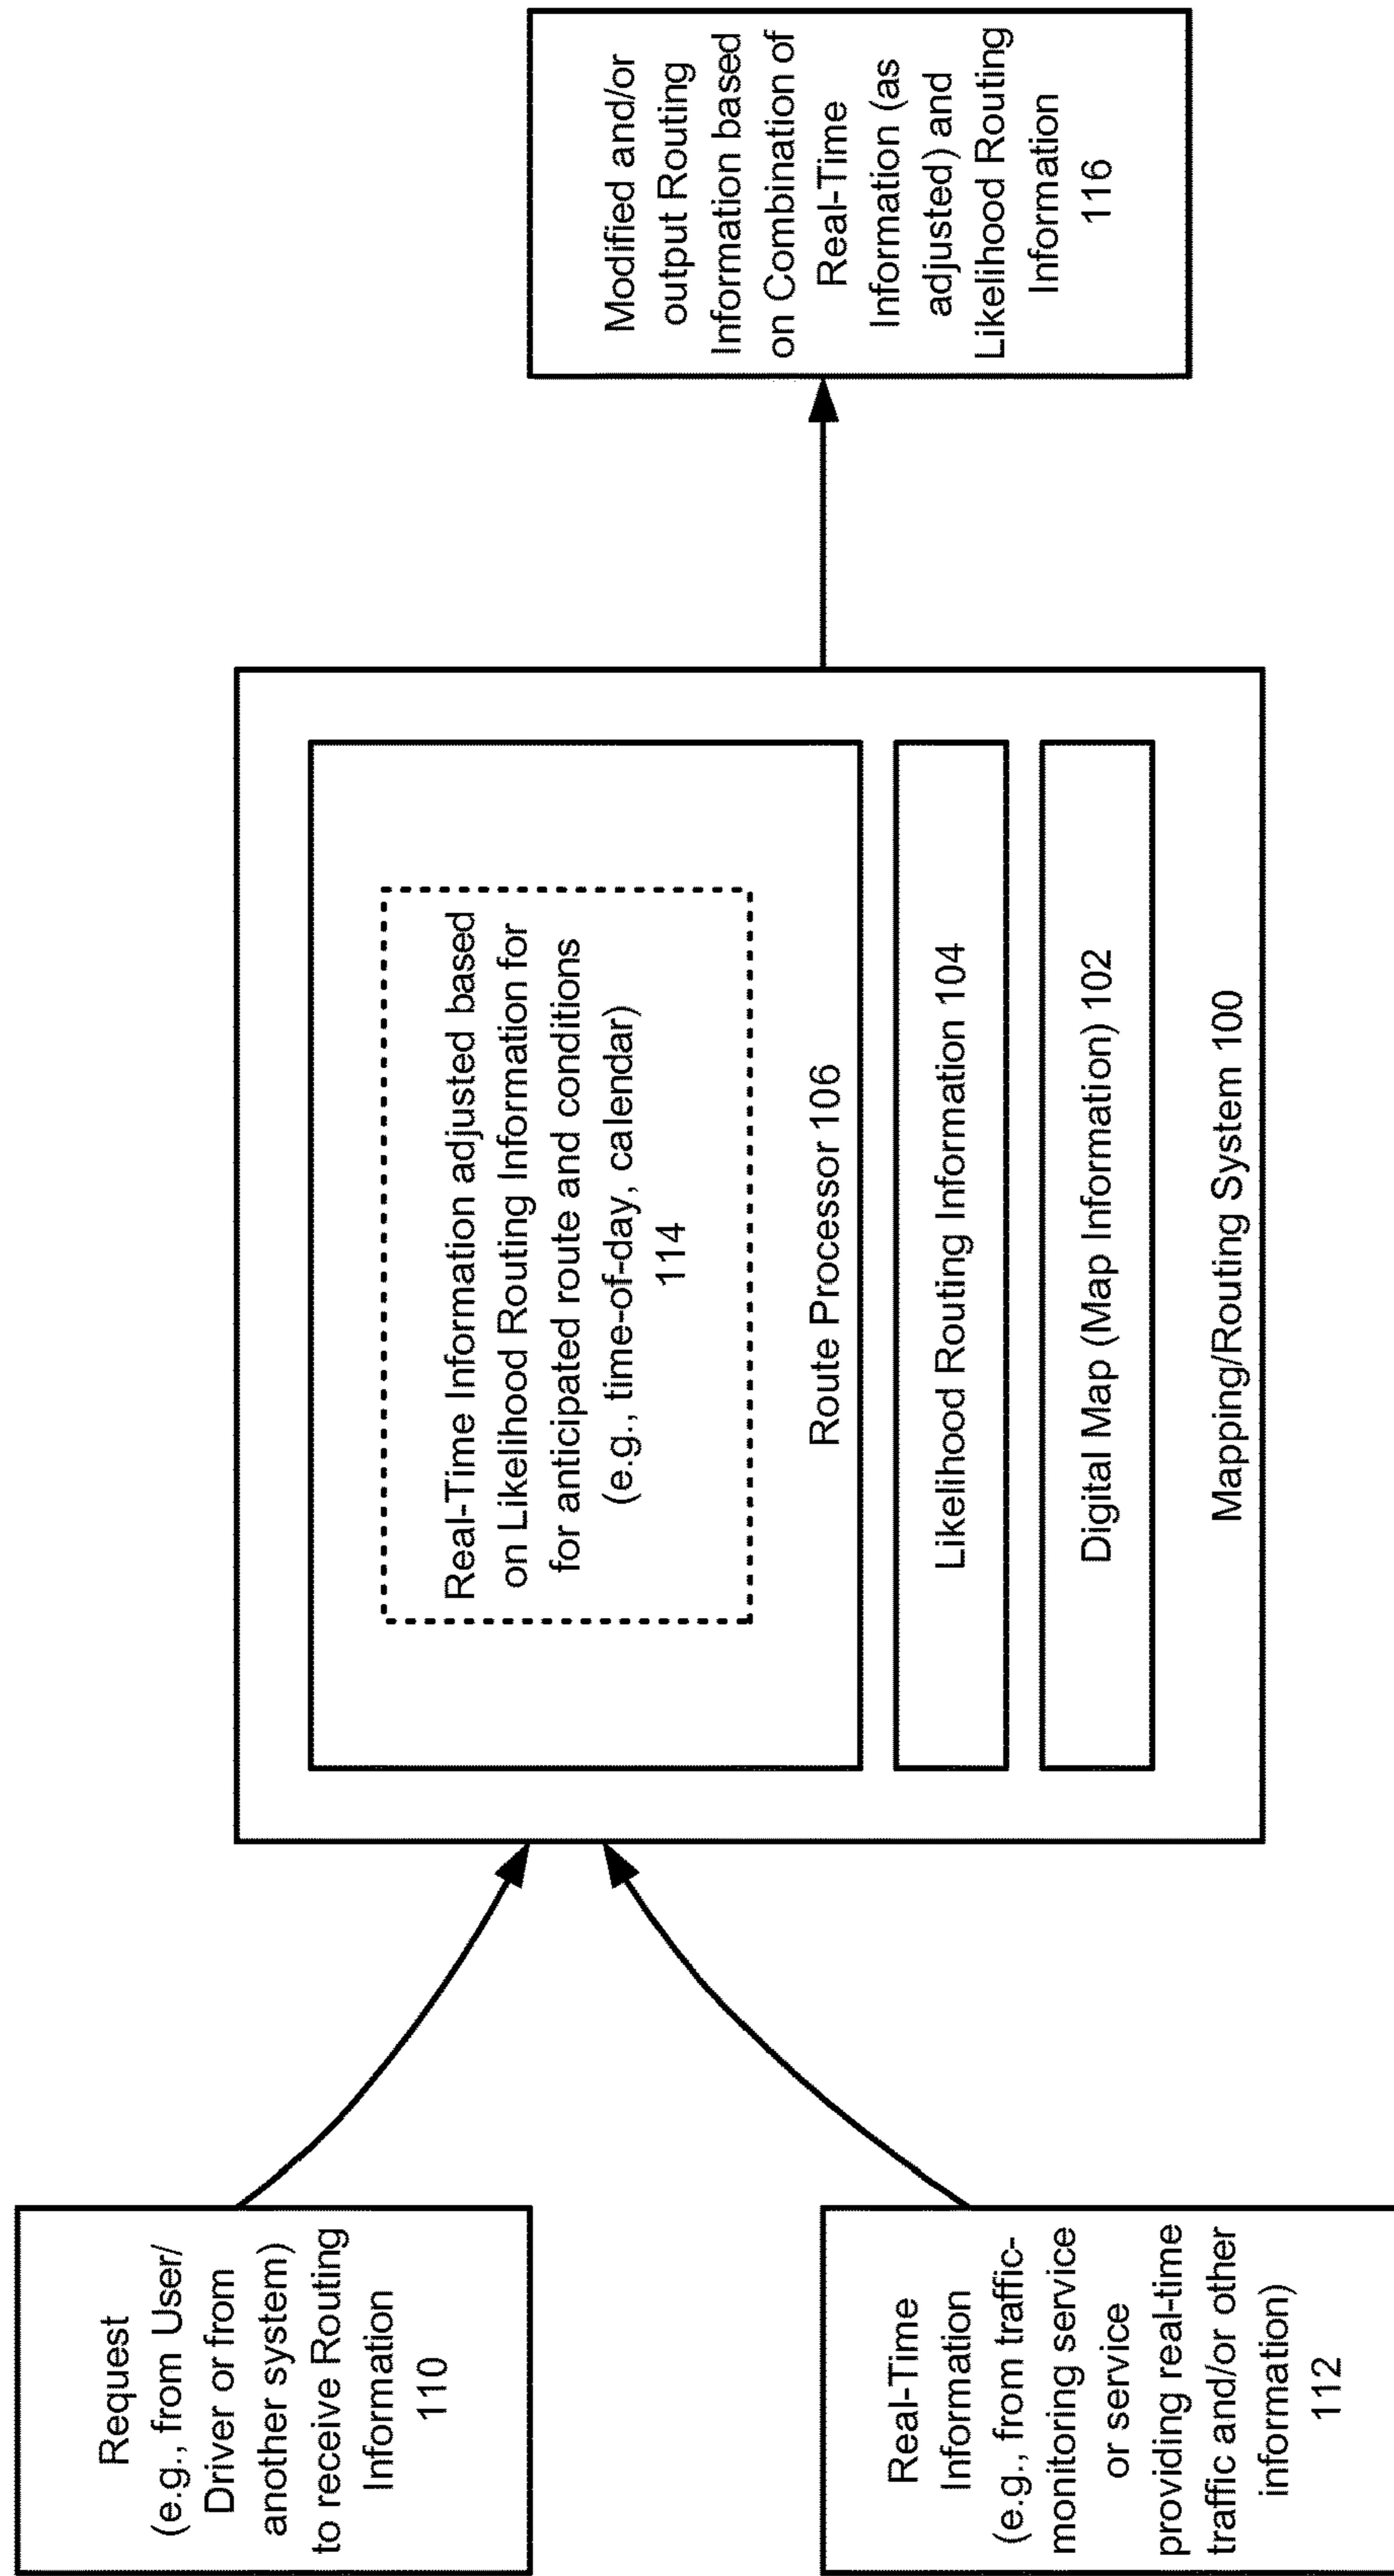 Request
(e.g., from User/
Driver or from
another system)
to receive Routing
Information
110
Real-Time
Information
(e.g., from traffic-
monitoring service
or service
providing real-time
traffic and/or other
information)
112
Real-Time Information adjusted based
on Likelihood Routing Information for
for anticipated route and conditions
(e.g., time-of-day, calendar)
114
Route Processor 106
Likelihood Routing Information 104
Digital Map (Map Information) 102
Mapping/Routing System 100
Modified and/or
output Routing
Information based
on Combination of
Real-Time
Information (as
adjusted) and
Likelihood Routing
Information
116